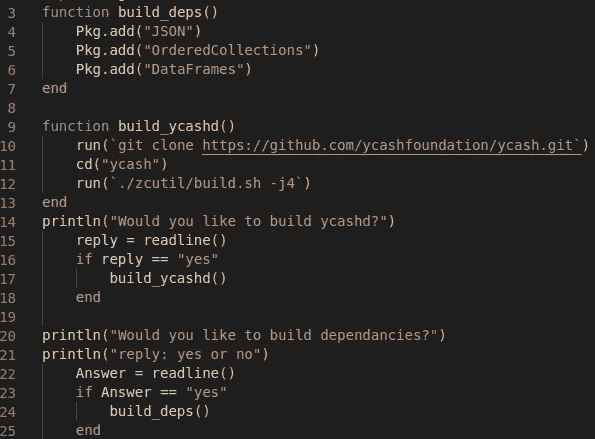 3 function build_deps()
4 Pkg.add("JSON")
5 Pkg.add("OrderedCollections")
6 Pkg.add("DataFrames")
7 end
8
9 function build_ycashd()
10 run(`git clone https://github.com/ycashfoundation/ycash.git`)
11 cd("ycash")
12 run(`./zcutil/build.sh -j4`)
13 end
14 println("Would you like to build ycashd?")
15 reply = readline()
16 if reply == "yes"
17 build_ycashd()
18 end
19
20 println("Would you like to build dependancies?")
21 println("reply: yes or no")
22 Answer = readline()
23 if Answer == "yes"
24 build_deps()
25 end